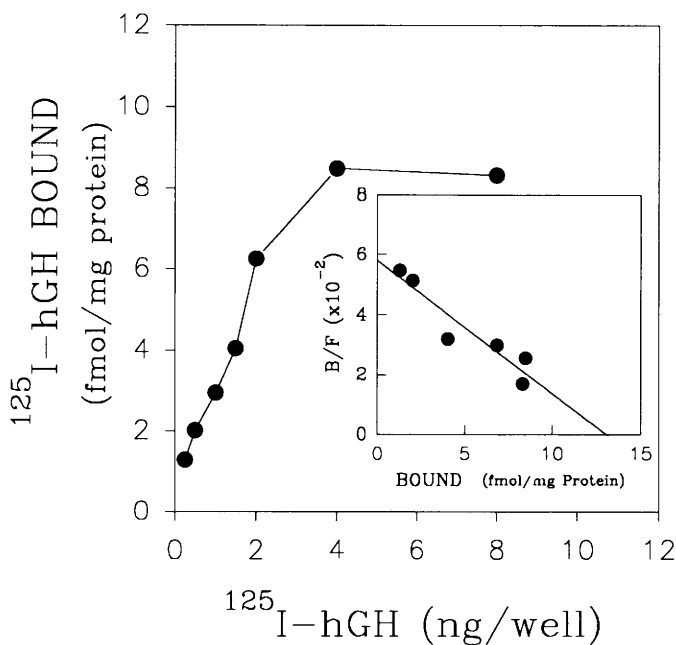 12
10
8
6
4
2
0
¹²⁵I-hGH BOUND
(fmol/mg protein)
8
6
4
2
0
B/F (x10⁻²)
0 5 10 15
BOUND (fmol/mg Protein)
0 2 4 6 8 10 12
¹²⁵I-hGH (ng/well)